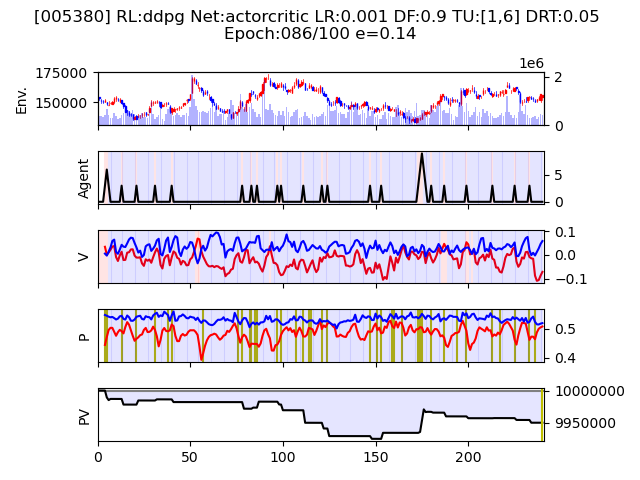 [005380] RL:ddpg Net:actorcritic LR:0.001 DF:0.9 TU:[1,6] DRT:0.05
Epoch:086/100 e=0.14
1e6
Env.
175000
150000
2
0
Agent
5
0
V
0.1
0.0
−0.1
P
0.5
0.4
PV
10000000
9950000
0
50
100
150
200